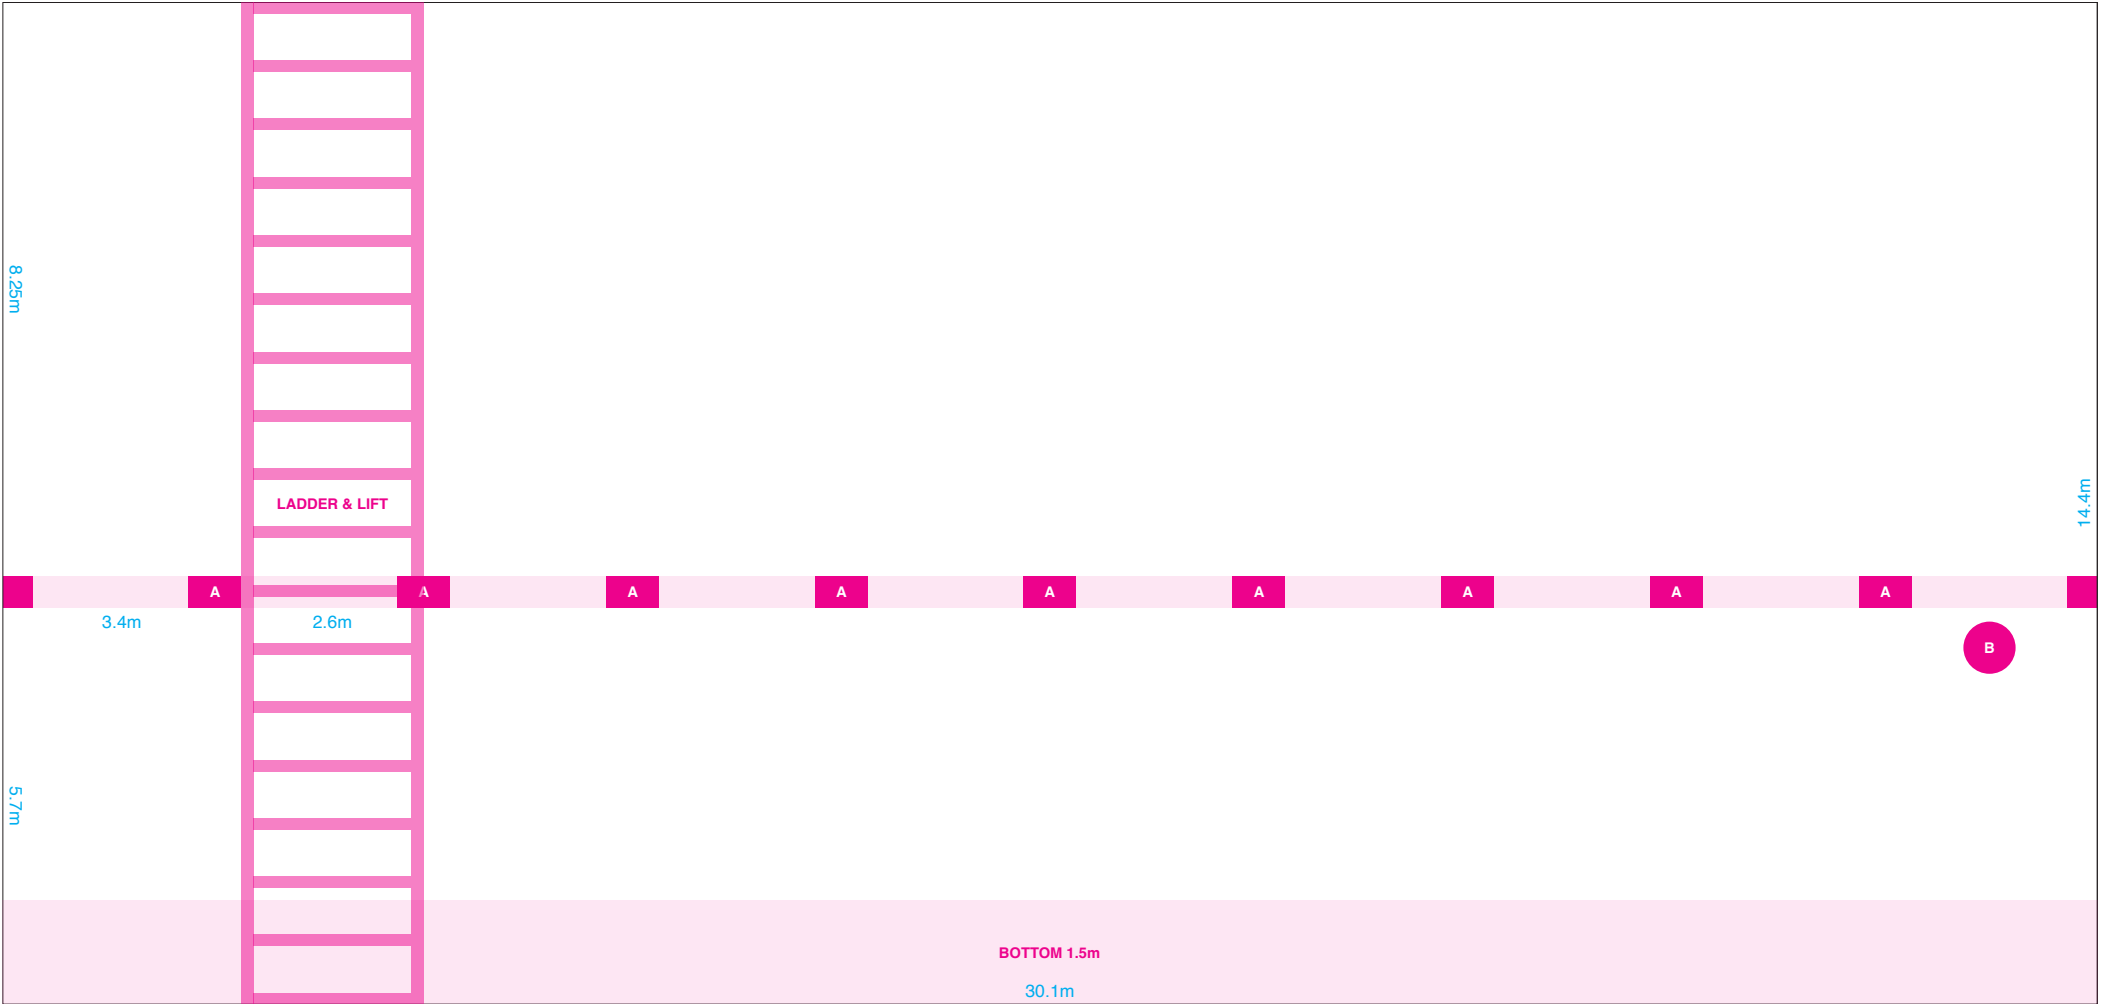 8.25m
14.4m
LADDER & LIFT
A A A A A A A A A
3.4m 2.6m
B
5.7m
BOTTOM 1.5m
30.1m